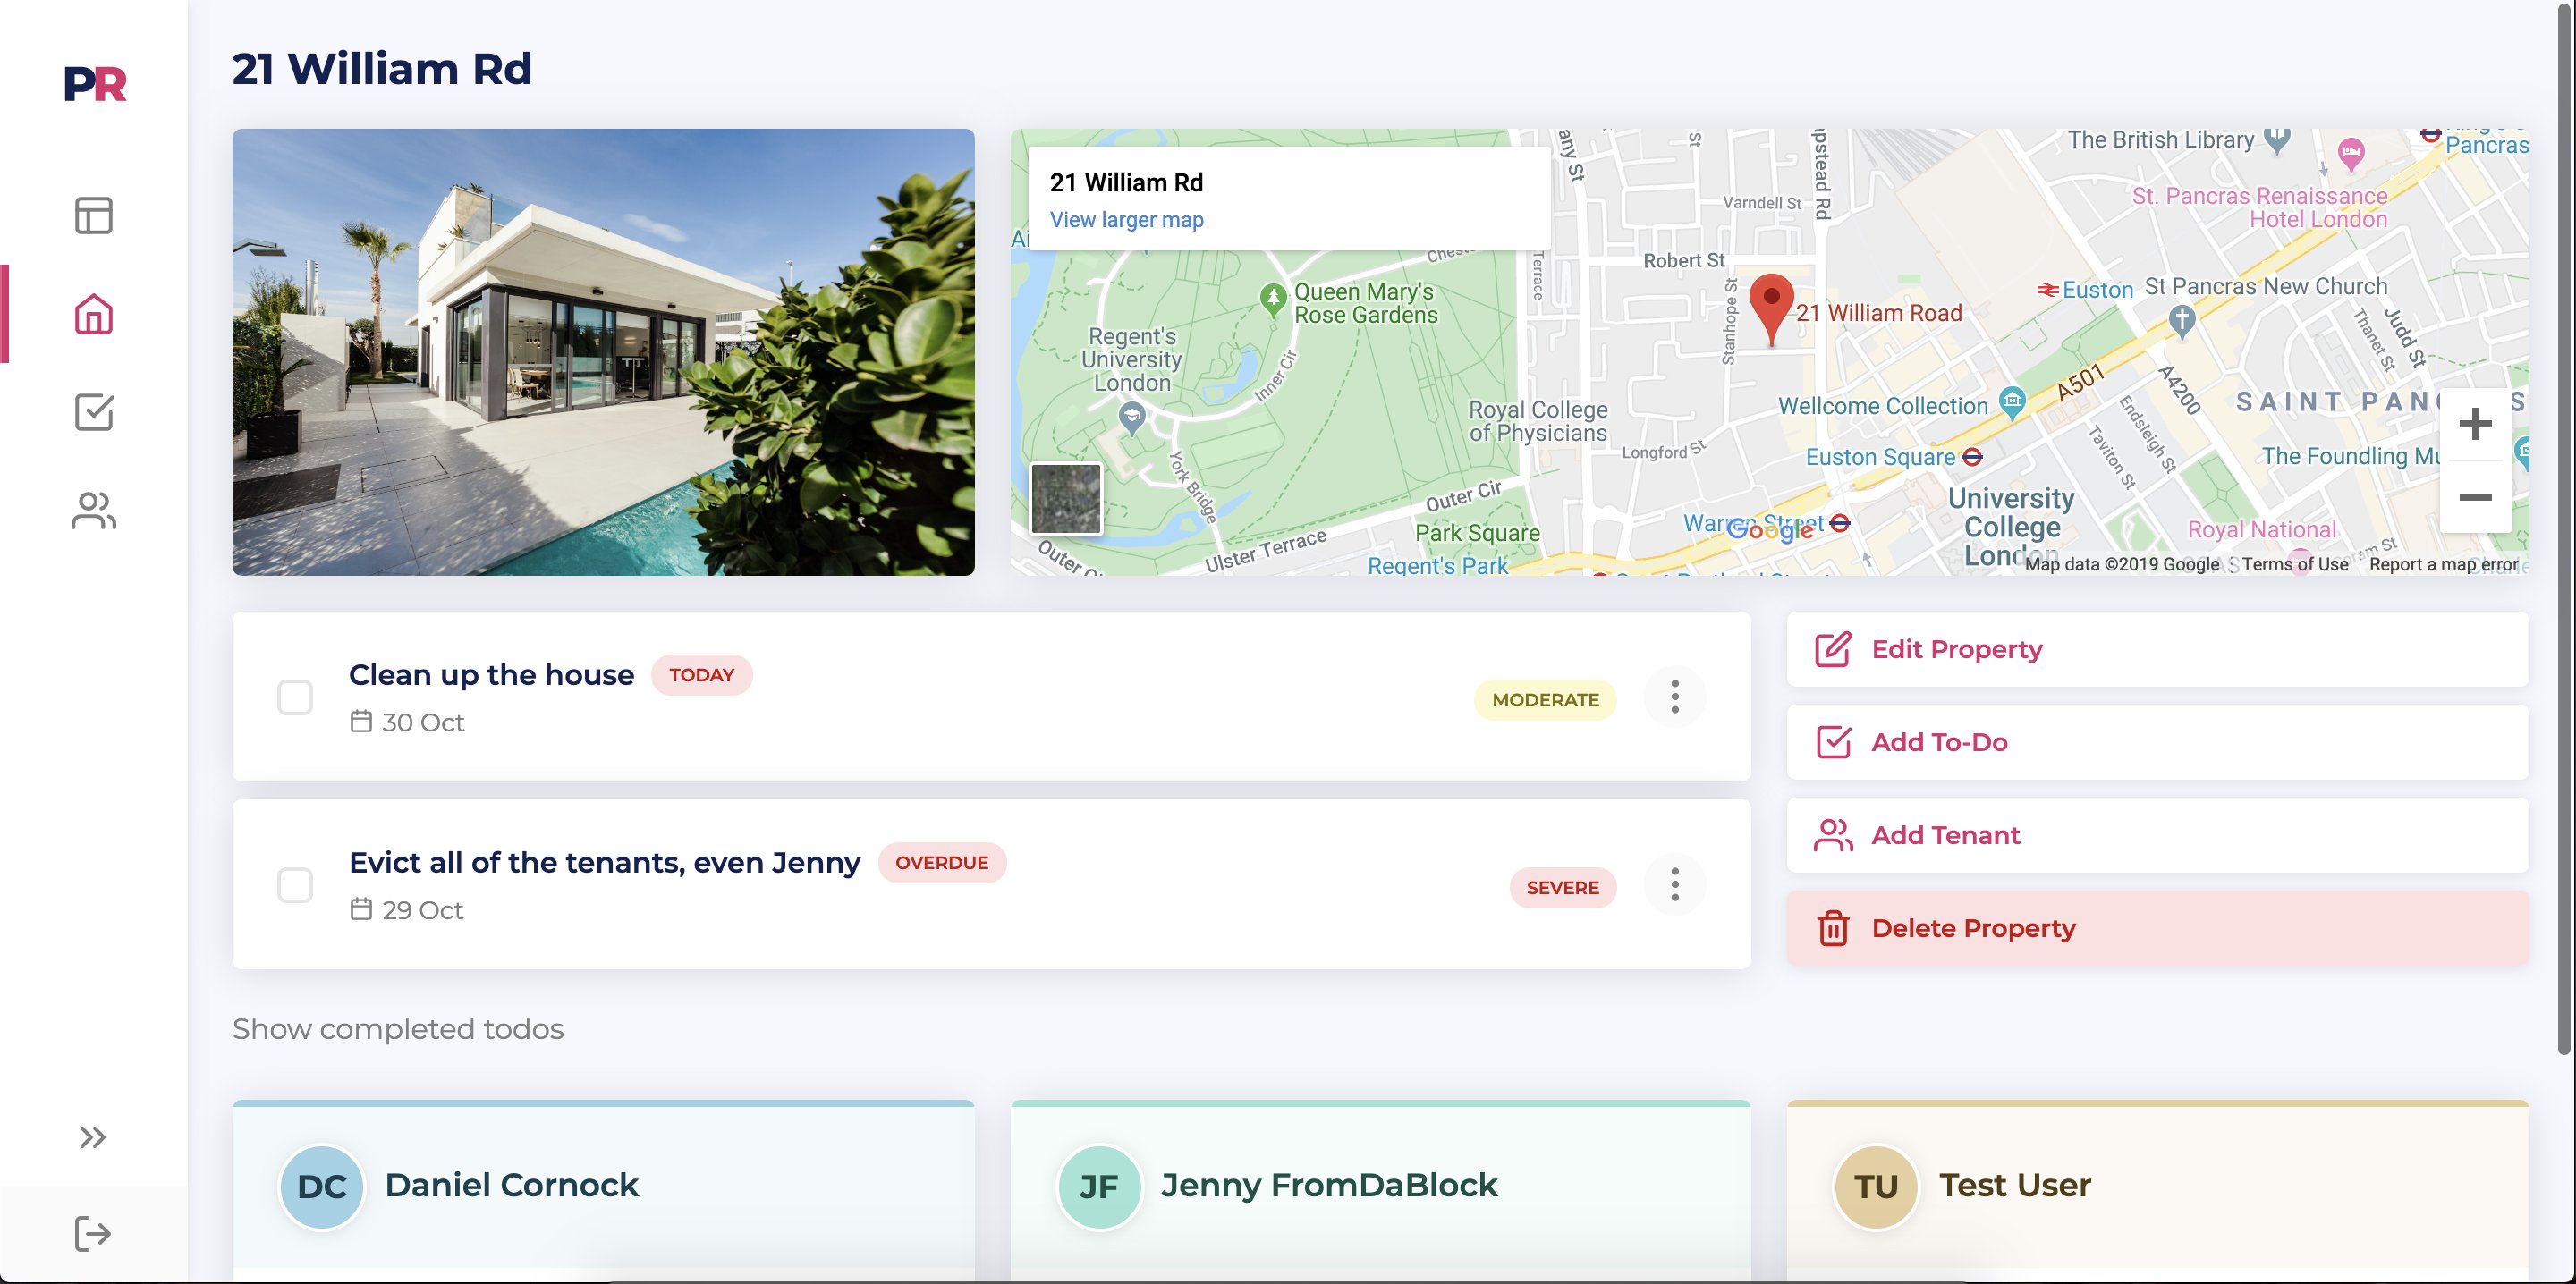 PR
21 William Rd
21 William Rd
View larger map
any St
St
pstead Rd
The British Library
Pancras
St. Pancras Renaissance
Hotel London
Varndell St
Robert St
Terrace
Stanhope St
21 William Road
Euston
St Pancras New Church
Judd St
Thanet St
Queen Mary's
Rose Gardens
Regent's
University
London
Inner Cir
Royal College
of Physicians
Longford St
Wellcome Collection
A501
A4200
SAINT PAN
S
Endsleigh St
Taviton St
Euston Square
The Foundling Mu
York Bridge
Outer Cir
Park Square
Ulster Terrace
Regent's Park
Warren Street
Google
University
College
London
Royal National
Map data ©2019 Google
Terms of Use
Report a map error
Clean up the house
TODAY
30 Oct
MODERATE
Evict all of the tenants, even Jenny
OVERDUE
29 Oct
SEVERE
Edit Property
Add To-Do
Add Tenant
Delete Property
Show completed todos
DC
Daniel Cornock
JF
Jenny FromDaBlock
TU
Test User